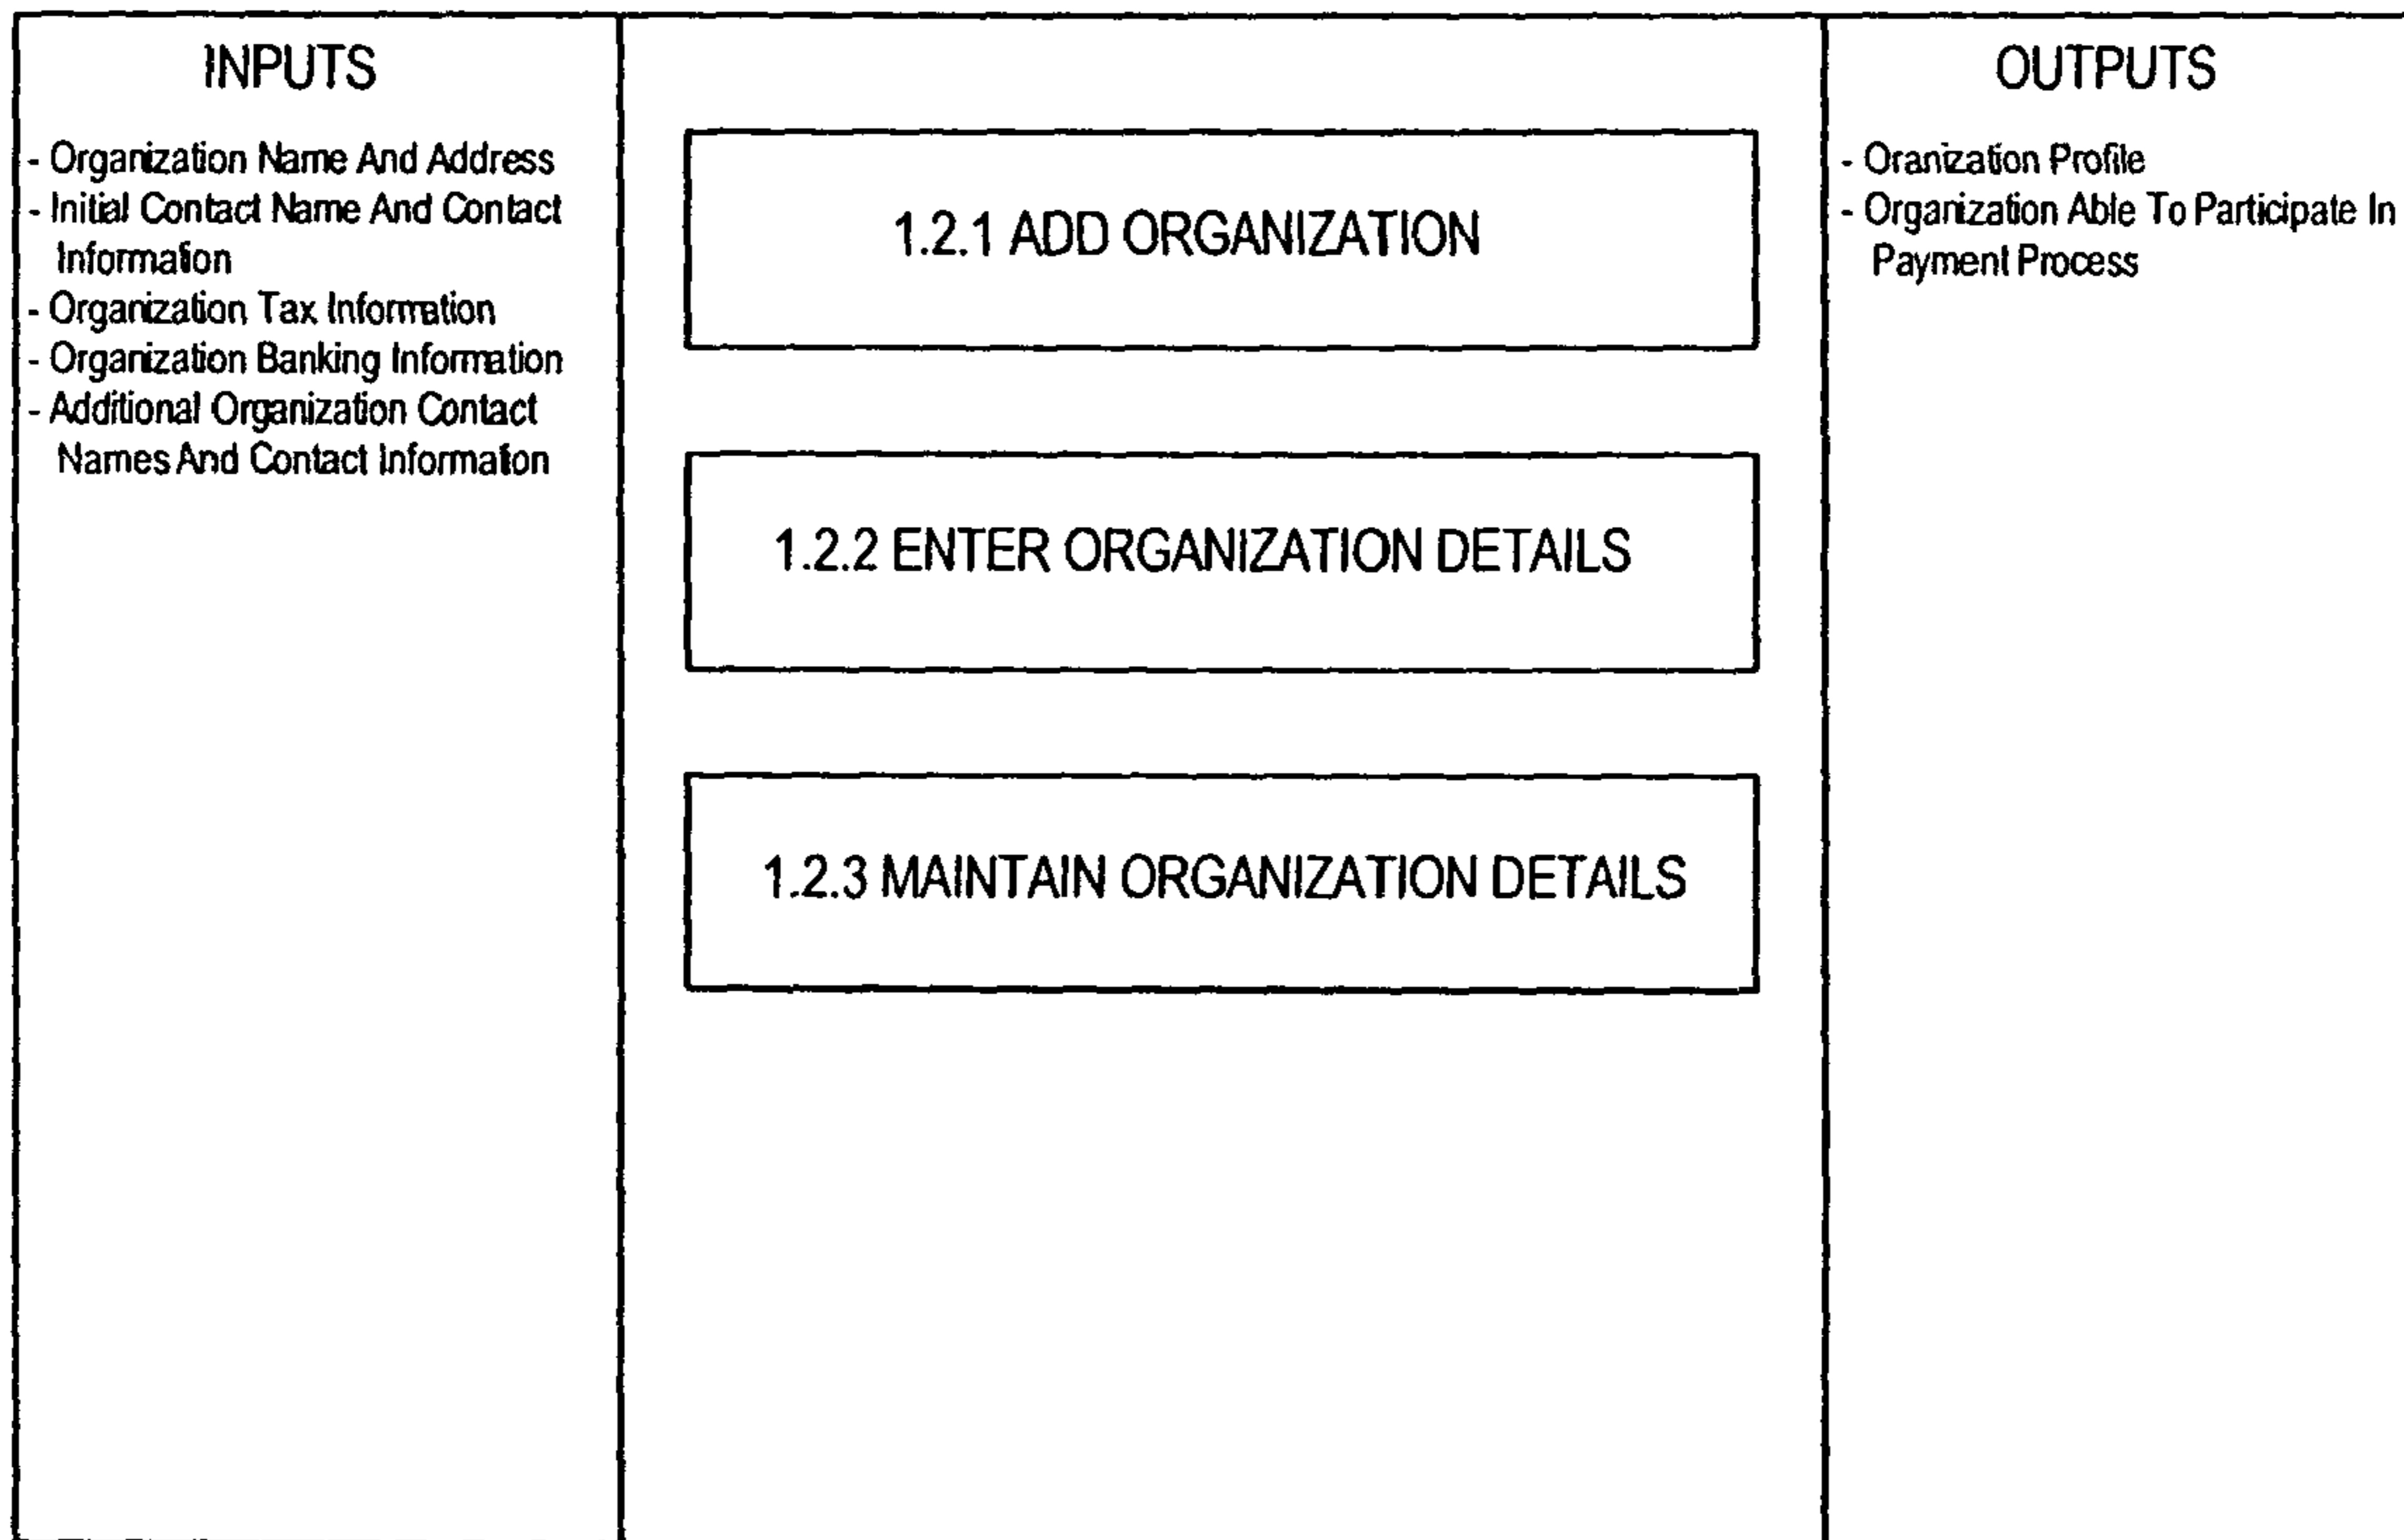 INPUTS
- Organization Name And Address
- Initial Contact Name And Contact
Information
- Organization Tax Information
- Organization Banking Information
- Additional Organization Contact
Names And Contact Information
1.2.1 ADD ORGANIZATION
1.2.2 ENTER ORGANIZATION DETAILS
1.2.3 MAINTAIN ORGANIZATION DETAILS
OUTPUTS
- Oranization Profile
- Organization Able To Participate In
Payment Process